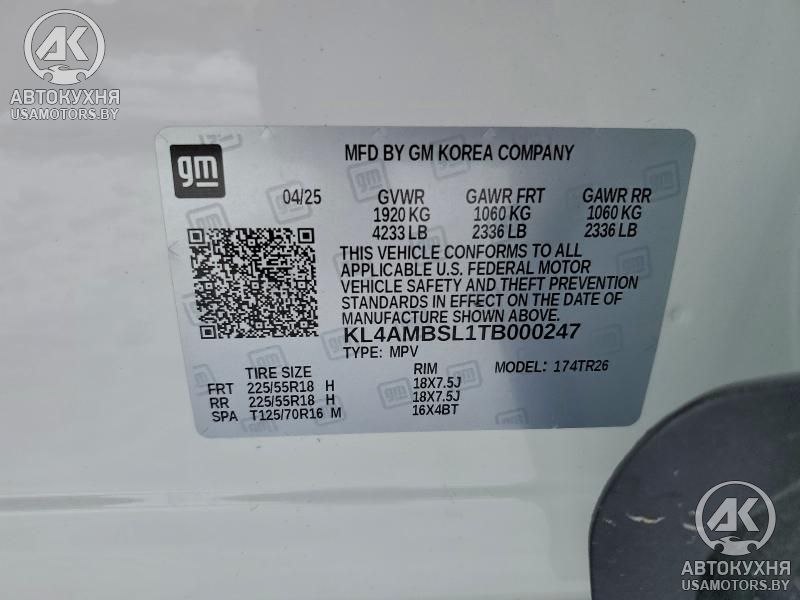 AK
АВТОКУХНЯ
USAMOTORS.BY
gm
MFD BY GM KOREA COMPANY
04/25 GVWR GAWR FRT GAWR RR
1920 KG 1060 KG 1060 KG
4233 LB 2336 LB 2336 LB
THIS VEHICLE CONFORMS TO ALL
APPLICABLE U.S. FEDERAL MOTOR
VEHICLE SAFETY AND THEFT PREVENTION
STANDARDS IN EFFECT ON THE DATE OF
MANUFACTURE SHOWN ABOVE.
KL4AMBSL1TB000247
TYPE: MPV MODEL: 174TR26
TIRE SIZE RIM
FRT 225/55R18 H 18X7.5J
RR 225/55R18 H 18X7.5J
SPA T125/70R16 M 16X4BT
AK
АВТОКУХНЯ
USAMOTORS.BY